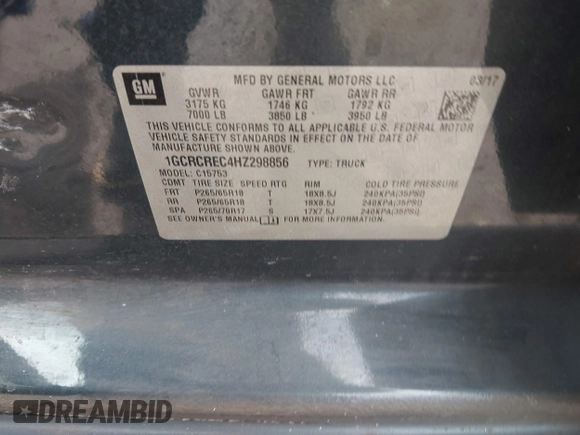 GM
MFD BY GENERAL MOTORS LLC 03/17
GVWR GAWR FRT GAWR RR
3175 KG 1746 KG 1792 KG
7000 LB 3850 LB 3950 LB
THIS VEHICLE CONFORMS TO ALL APPLICABLE U.S. FEDERAL MOTOR
VEHICLE SAFETY STANDARDS IN EFFECT ON THE DATE OF
MANUFACTURE SHOWN ABOVE.
1GCRCREC4HZ298856 TYPE: TRUCK
MODEL: C15753
CDMT TIRE SIZE SPEED RTG RIM COLD TIRE PRESSURE
FRT P265/65R18 T 18X8.5J 240KPA(35PSI)
RR P265/65R18 T 18X8.5J 240KPA(35PSI)
SPA P265/70R17 S 17X7.5J 240KPA(35PSI)
SEE OWNER'S MANUAL FOR MORE INFORMATION.
DREAMBID